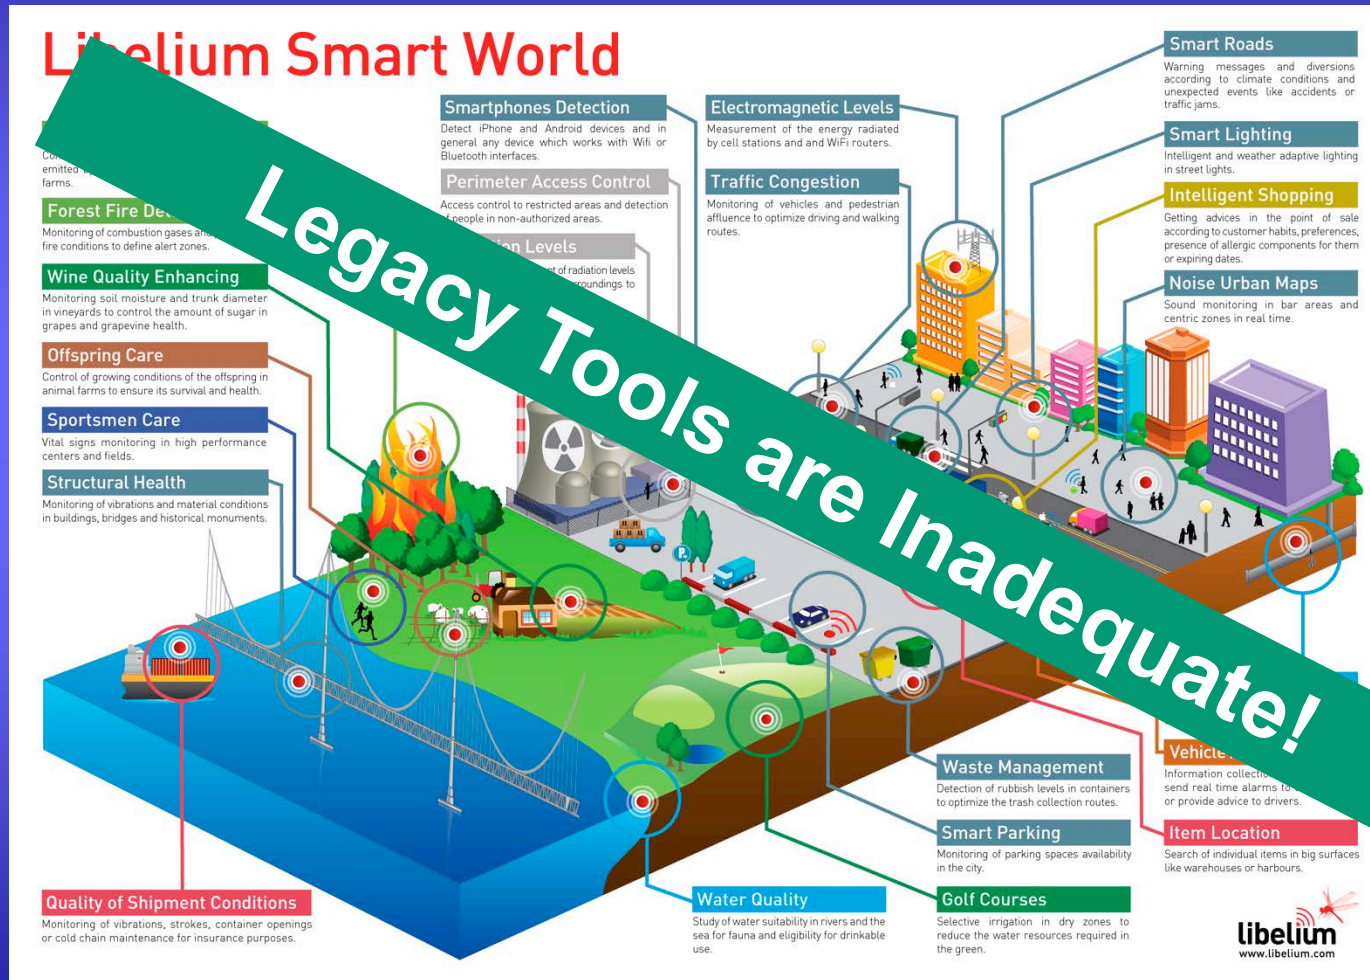 Libelium Smart World
Legacy Tools are Inadequate!
emitted
farms.
Forest Fire
Monitoring of combustion gases and
fire conditions to define alert zones.
Wine Quality Enhancing
Monitoring soil moisture and trunk diameter
in vineyards to control the amount of sugar in
grapes and grapevine health.
Offspring Care
Control of growing conditions of the offspring in
animal farms to ensure its survival and health.
Sportsmen Care
Vital signs monitoring in high performance
centers and fields.
Structural Health
Monitoring of vibrations and material conditions
in buildings, bridges and historical monuments.
Quality of Shipment Conditions
Monitoring of vibrations, strokes, container openings
or cold chain maintenance for insurance purposes.
Smartphones Detection
Detect iPhone and Android devices and in
general any device which works with Wifi or
Bluetooth interfaces.
Perimeter Access Control
Access control to restricted areas and detection
of people in non-authorized areas.
Levels
of radiation levels
to
Electromagnetic Levels
Measurement of the energy radiated
by cell stations and and WiFi routers.
Traffic Congestion
Monitoring of vehicles and pedestrian
affluence to optimize driving and walking
routes.
Smart Roads
Warning messages and diversions
according to climate conditions and
unexpected events like accidents or
traffic jams.
Smart Lighting
Intelligent and weather adaptive lighting
in street lights.
Intelligent Shopping
Getting advices in the point of sale
according to customer habits, preferences,
presence of allergic components for them
or expiring dates.
Noise Urban Maps
Sound monitoring in bar areas and
centric zones in real time.
P
Water Quality
Study of water suitability in rivers and the
sea for fauna and eligibility for drinkable
use.
Waste Management
Detection of rubbish levels in containers
to optimize the trash collection routes.
Smart Parking
Monitoring of parking spaces availability
in the city.
Golf Courses
Selective irrigation in dry zones to
reduce the water resources required in
the green.
Vehicle
Information
send real time alarms to
or provide advice to drivers.
Item Location
Search of individual items in big surfaces
like warehouses or harbours.
libelium
www.libelium.com